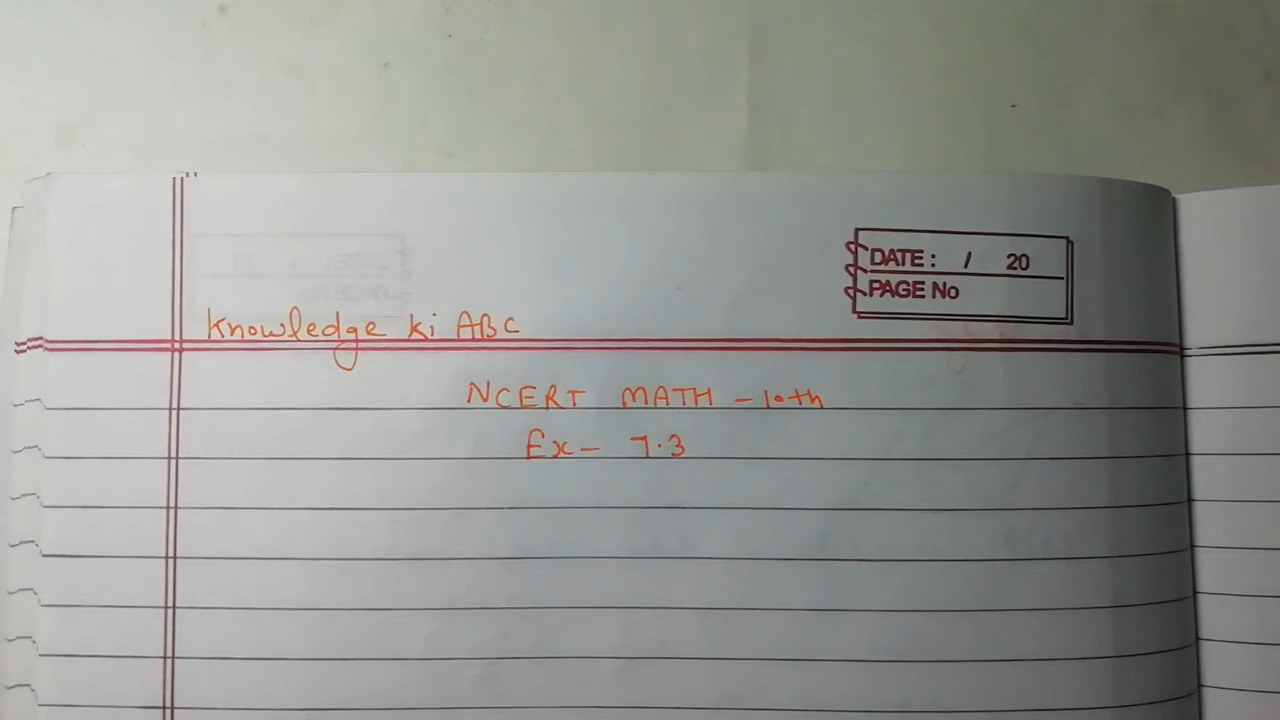 DATE: / 20
PAGE No
Knowledge ki ABC
NCERT MATH - 10th
Ex- 7.3